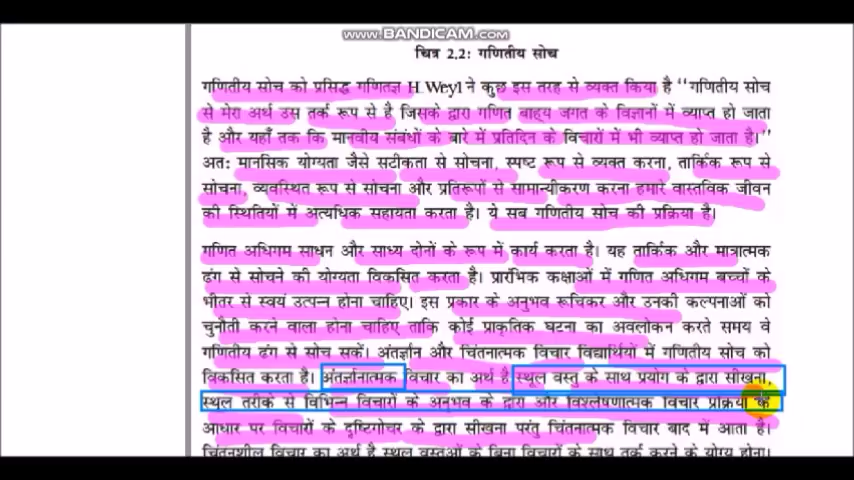 www.BANDICAM.com
चित्र 2.2: गणितीय सोच
गणितीय सोच को प्रसिद्ध गणितज्ञ H.Weyl ने कुछ इस तरह से व्यक्त किया है "गणितीय सोच
से मेरा अर्थ उस तर्क रूप से है जिसके द्वारा गणित बाह्य जगत के विज्ञानों में व्याप्त हो जाता
है और यहाँ तक कि मानवीय संबंधों के बारे में प्रतिदिन के विचारों में भी व्याप्त हो जाता है।"
अतः मानसिक योग्यता जैसे सटीकता से सोचना, स्पष्ट रूप से व्यक्त करना, तार्किक रूप से
सोचना, व्यवस्थित रूप से सोचना और प्रतिरूपों से सामान्यीकरण करना हमारे वास्तविक जीवन
की स्थितियों में अत्यधिक सहायता करता है। ये सब गणितीय सोच की प्रक्रिया है।
गणित अधिगम साधन और साध्य दोनों के रूप में कार्य करता है। यह तार्किक और मात्रात्मक
ढंग से सोचने की योग्यता विकसित करता है। प्रारंभिक कक्षाओं में गणित अधिगम बच्चों के
भीतर से स्वयं उत्पन्न होना चाहिए। इस प्रकार के अनुभव रूचिकर और उनकी कल्पनाओं को
चुनौती करने वाला होना चाहिए ताकि कोई प्राकृतिक घटना का अवलोकन करते समय वे
गणितीय ढंग से सोच सकें। अंतर्ज्ञान और चिंतनात्मक विचार विद्यार्थियों में गणितीय सोच को
विकसित करता है। अंतर्ज्ञानात्मक विचार का अर्थ है स्थूल वस्तु के साथ प्रयोग के द्वारा सीखना,
स्थूल तरीके से विभिन्न विचारों के अनुभव के द्वारा और विश्लेषणात्मक विचार प्रक्रिया के
आधार पर विचारों के दृष्टिगोचर के द्वारा सीखना परंतु चिंतनात्मक विचार बाद में आता है।
चिंतनशील विचार का अर्थ है स्थूल वस्तुओं के बिना विचारों के साथ तर्क करने के योग्य होना।